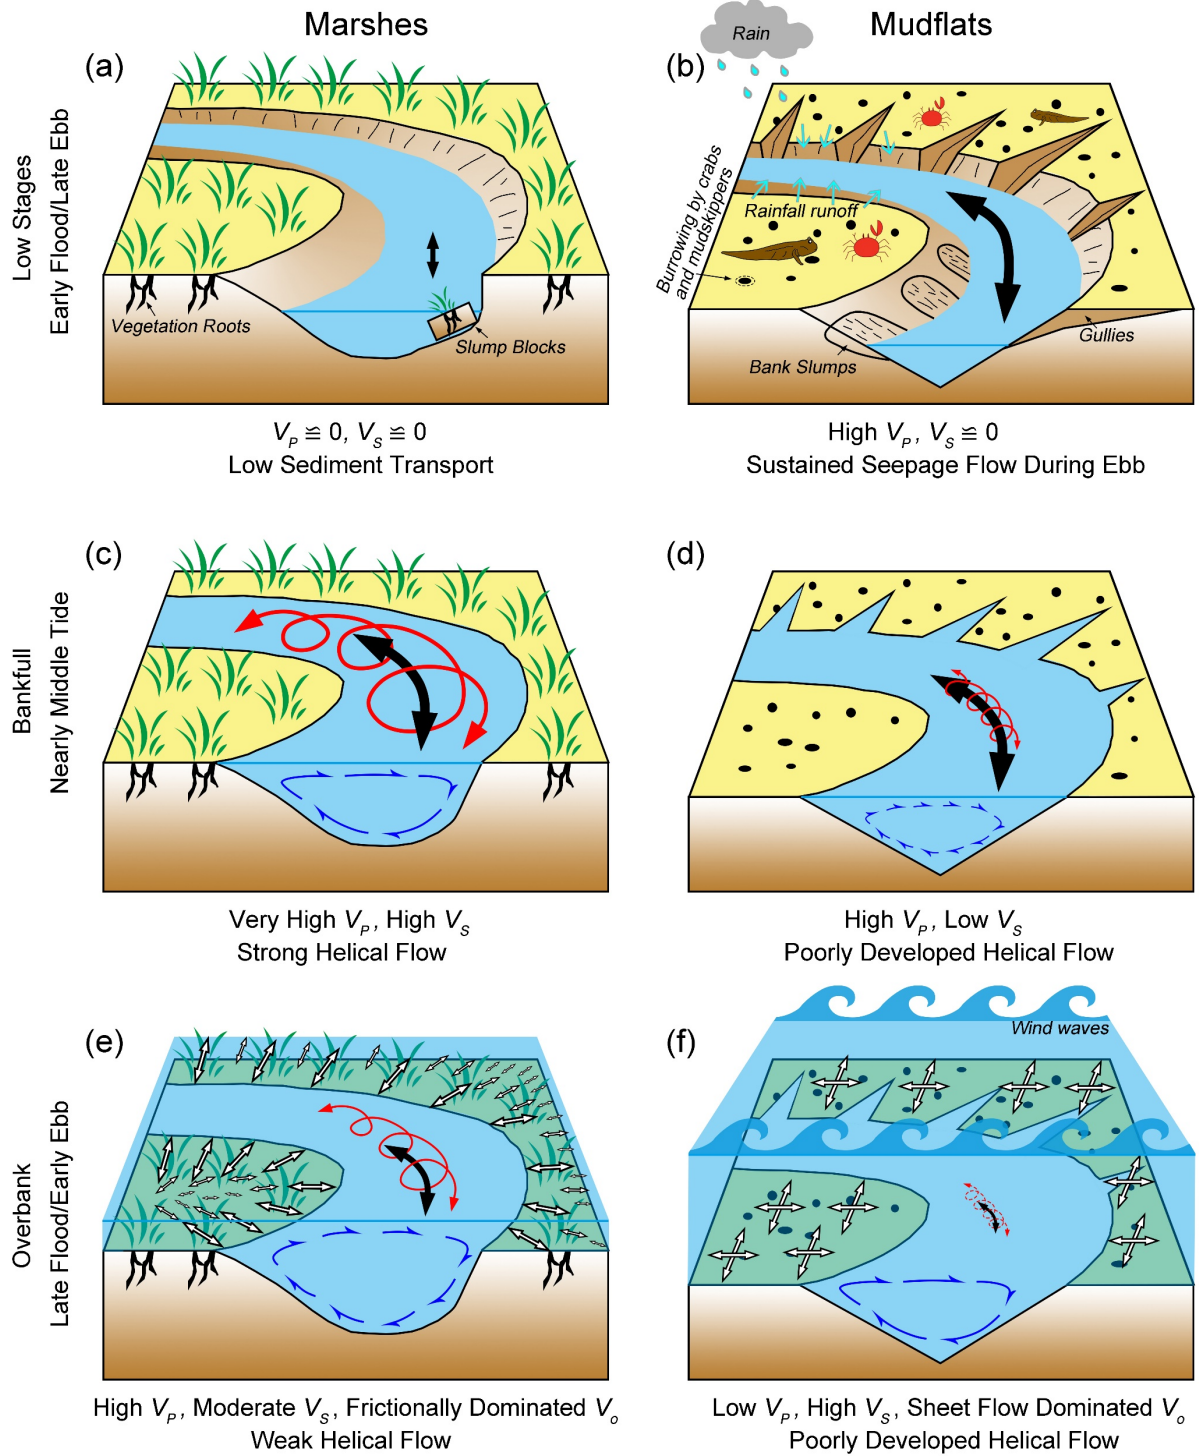 Marshes
Mudflats
Low Stages
Early Flood/Late Ebb
(a)
Vegetation Roots
Slump Blocks
V_P ≌ 0, V_S ≌ 0
Low Sediment Transport
(b)
Rain
Rainfall runoff
Burrowing by crabs
and mudskippers
Bank Slumps
Gullies
High V_P, V_S ≌ 0
Sustained Seepage Flow During Ebb
Bankfull
Nearly Middle Tide
(c)
Very High V_P, High V_S
Strong Helical Flow
(d)
High V_P, Low V_S
Poorly Developed Helical Flow
Overbank
Late Flood/Early Ebb
(e)
High V_P, Moderate V_S, Frictionally Dominated V_o
Weak Helical Flow
(f)
Wind waves
Low V_P, High V_S, Sheet Flow Dominated V_o
Poorly Developed Helical Flow